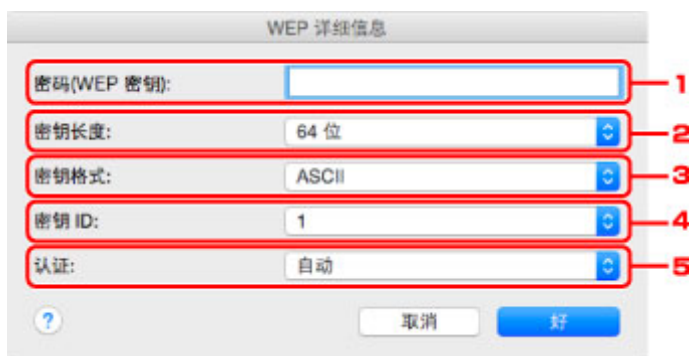 WEP 详细信息
密码(WEP 密钥): 1
密钥长度: 64 位 2
密钥格式: ASCII 3
密钥 ID: 1 4
认证: 自动 5
? 取消 好